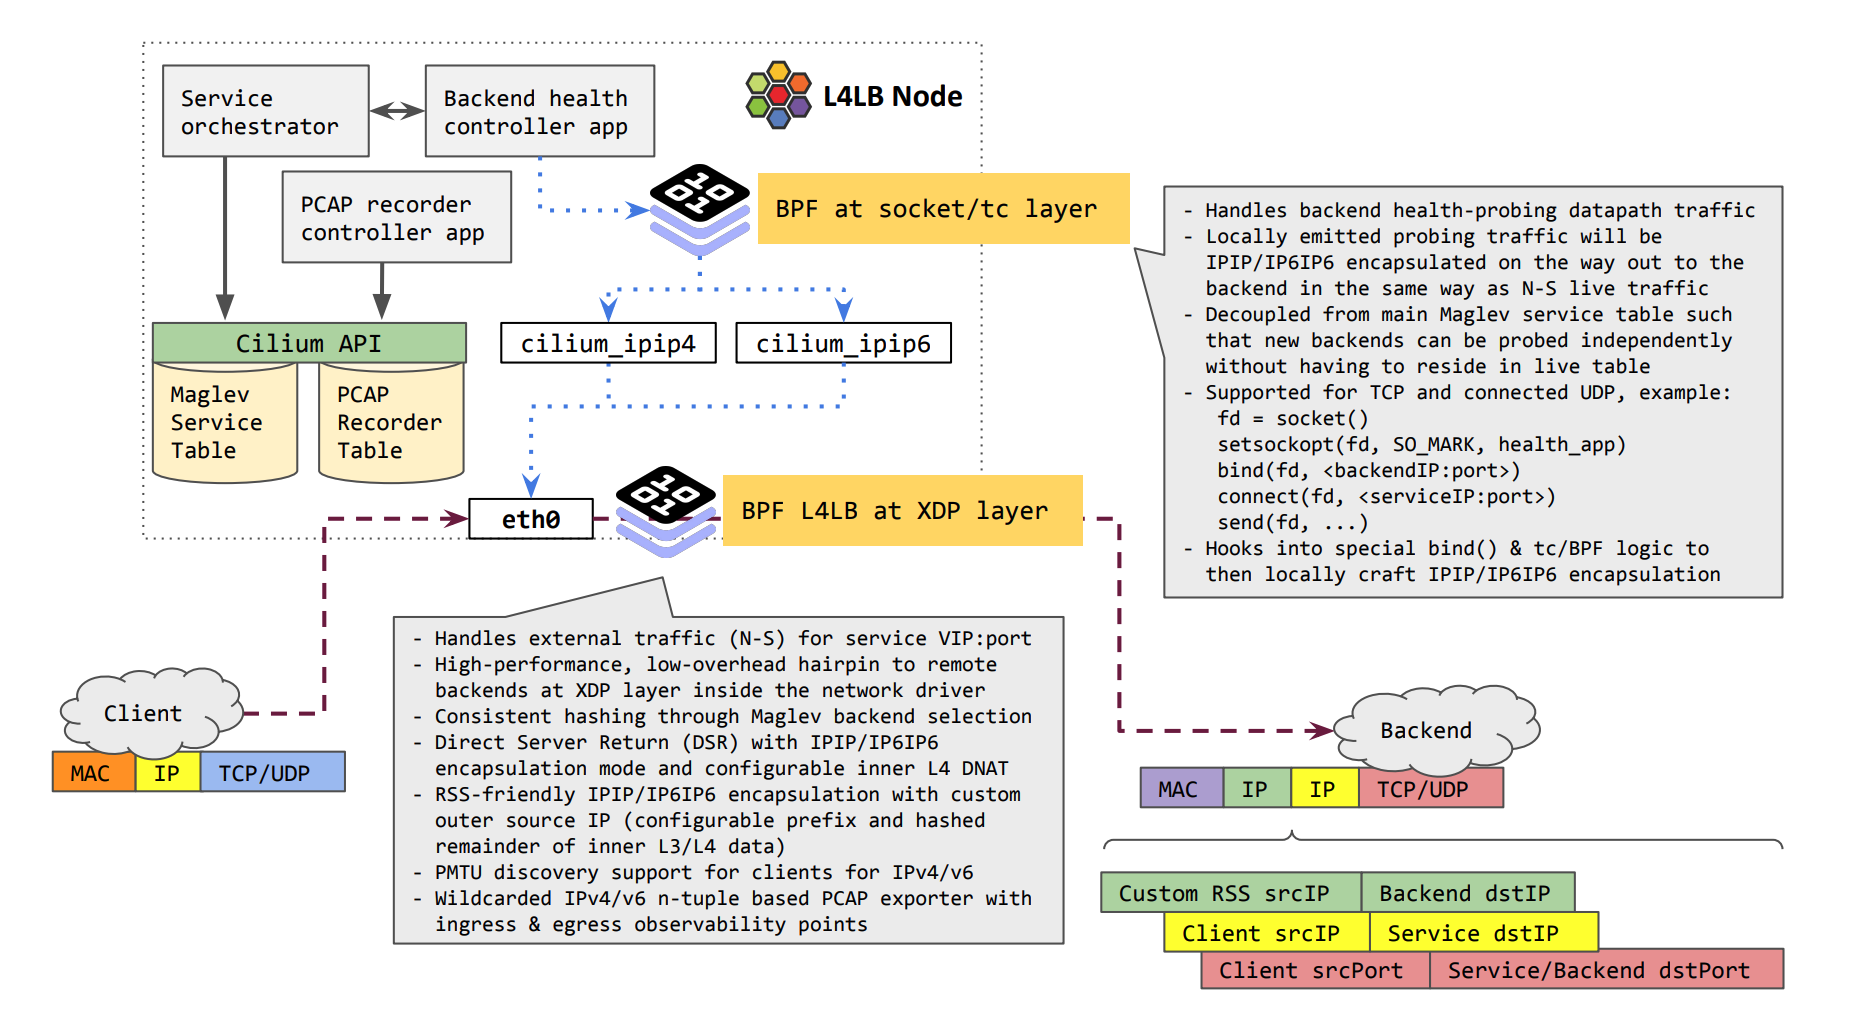 L4LB Node
Service
orchestrator
Backend health
controller app
PCAP recorder
controller app
BPF at socket/tc layer
Cilium API
Maglev
Service
Table
PCAP
Recorder
Table
cilium_ipip4
cilium_ipip6
eth0
BPF L4LB at XDP layer
- Handles backend health-probing datapath traffic
- Locally emitted probing traffic will be
IPIP/IP6IP6 encapsulated on the way out to the
backend in the same way as N-S live traffic
- Decoupled from main Maglev service table such
that new backends can be probed independently
without having to reside in live table
- Supported for TCP and connected UDP, example:
fd = socket()
setsockopt(fd, SO_MARK, health_app)
bind(fd, <backendIP:port>)
connect(fd, <serviceIP:port>)
send(fd, ...)
- Hooks into special bind() & tc/BPF logic to
then locally craft IPIP/IP6IP6 encapsulation
- Handles external traffic (N-S) for service VIP:port
- High-performance, low-overhead hairpin to remote
backends at XDP layer inside the network driver
- Consistent hashing through Maglev backend selection
- Direct Server Return (DSR) with IPIP/IP6IP6
encapsulation mode and configurable inner L4 DNAT
- RSS-friendly IPIP/IP6IP6 encapsulation with custom
outer source IP (configurable prefix and hashed
remainder of inner L3/L4 data)
- PMTU discovery support for clients for IPv4/v6
- Wildcarded IPv4/v6 n-tuple based PCAP exporter with
ingress & egress observability points
Client
MAC IP TCP/UDP
Backend
MAC IP IP TCP/UDP
Custom RSS srcIP Backend dstIP
Client srcIP Service dstIP
Client srcPort Service/Backend dstPort